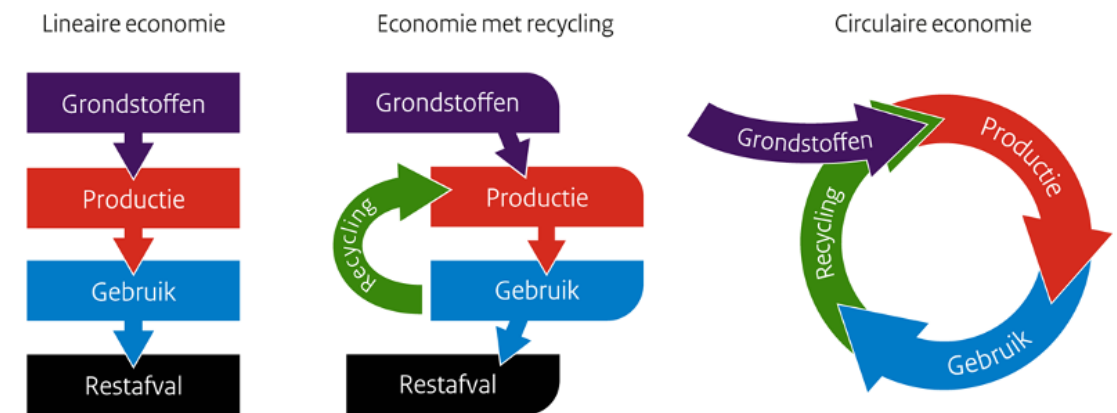 Lineaire economie
Grondstoffen
Productie
Gebruik
Restafval
Economie met recycling
Grondstoffen
Productie
Recycling
Gebruik
Restafval
Circulaire economie
Grondstoffen
Productie
Gebruik
Recycling